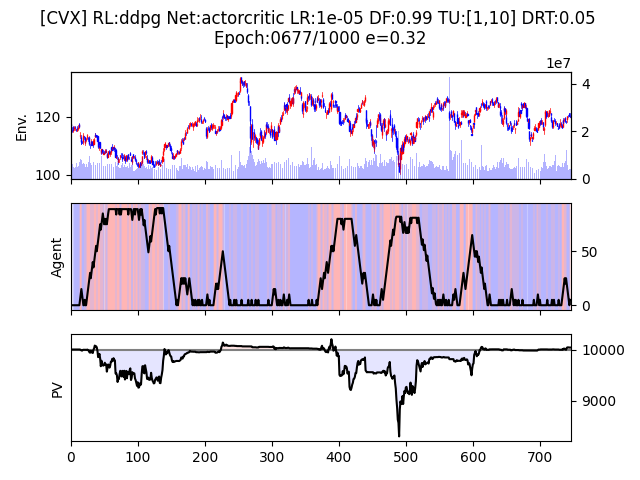 [CVX] RL:ddpg Net:actorcritic LR:1e-05 DF:0.99 TU:[1,10] DRT:0.05
Epoch:0677/1000 e=0.32
1e7
Env.
120
100
4
2
0
Agent
50
0
PV
10000
9000
0 100 200 300 400 500 600 700